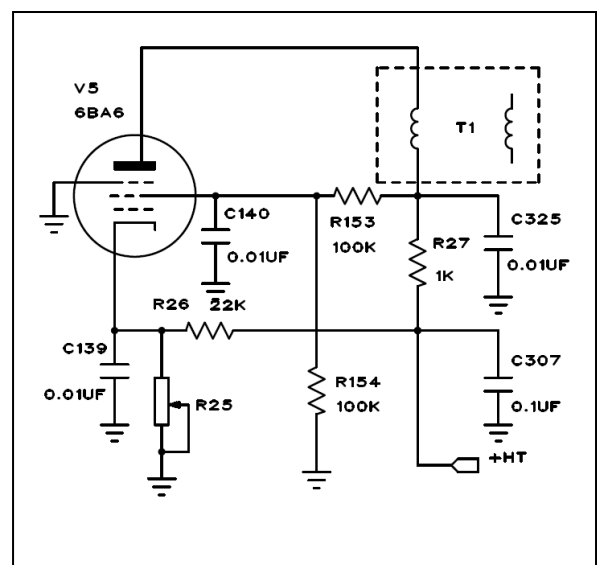 V5
6BA6
T1
C140
0.01UF
R153
100K
R27
1K
C325
0.01UF
R26 22K
C139
0.01UF
R25
R154
100K
C307
0.1UF
+HT